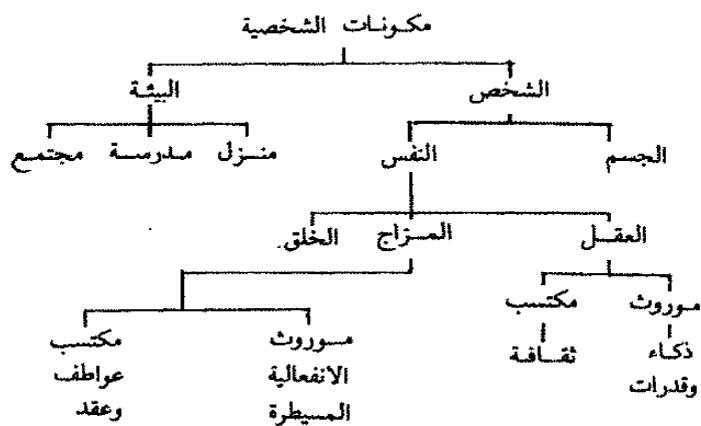 مكونات الشخصية
الشخص البيئة
الجسم النفس منزل مدرسة مجتمع
العقل المزاج الخلق.
موروث مكتسب
ذكاء وقدرات
ثقافة
موروث
الانفعالية
المسيطرة
مكتسب
عواطف
وعقد